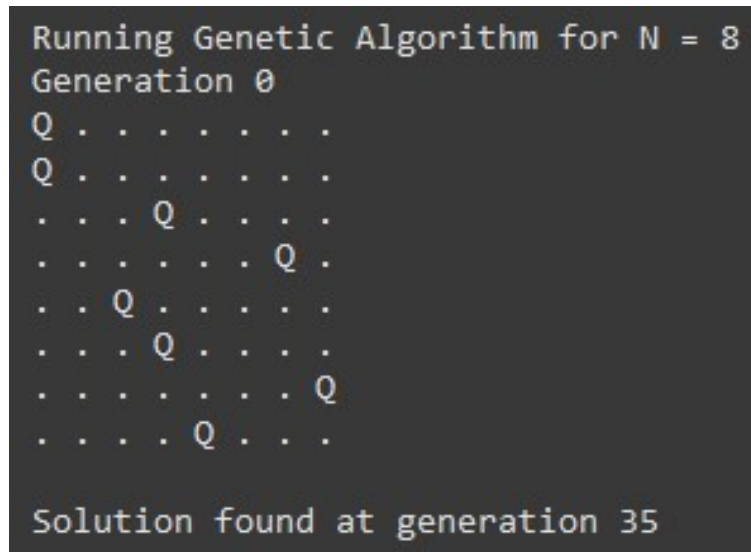 Running Genetic Algorithm for N = 8
Generation 0
Q . . . . . . .
Q . . . . . . .
. . . Q . . . .
. . . . . . Q .
. . Q . . . . .
. . . Q . . . .
. . . . . . . Q
. . . . Q . . .
Solution found at generation 35